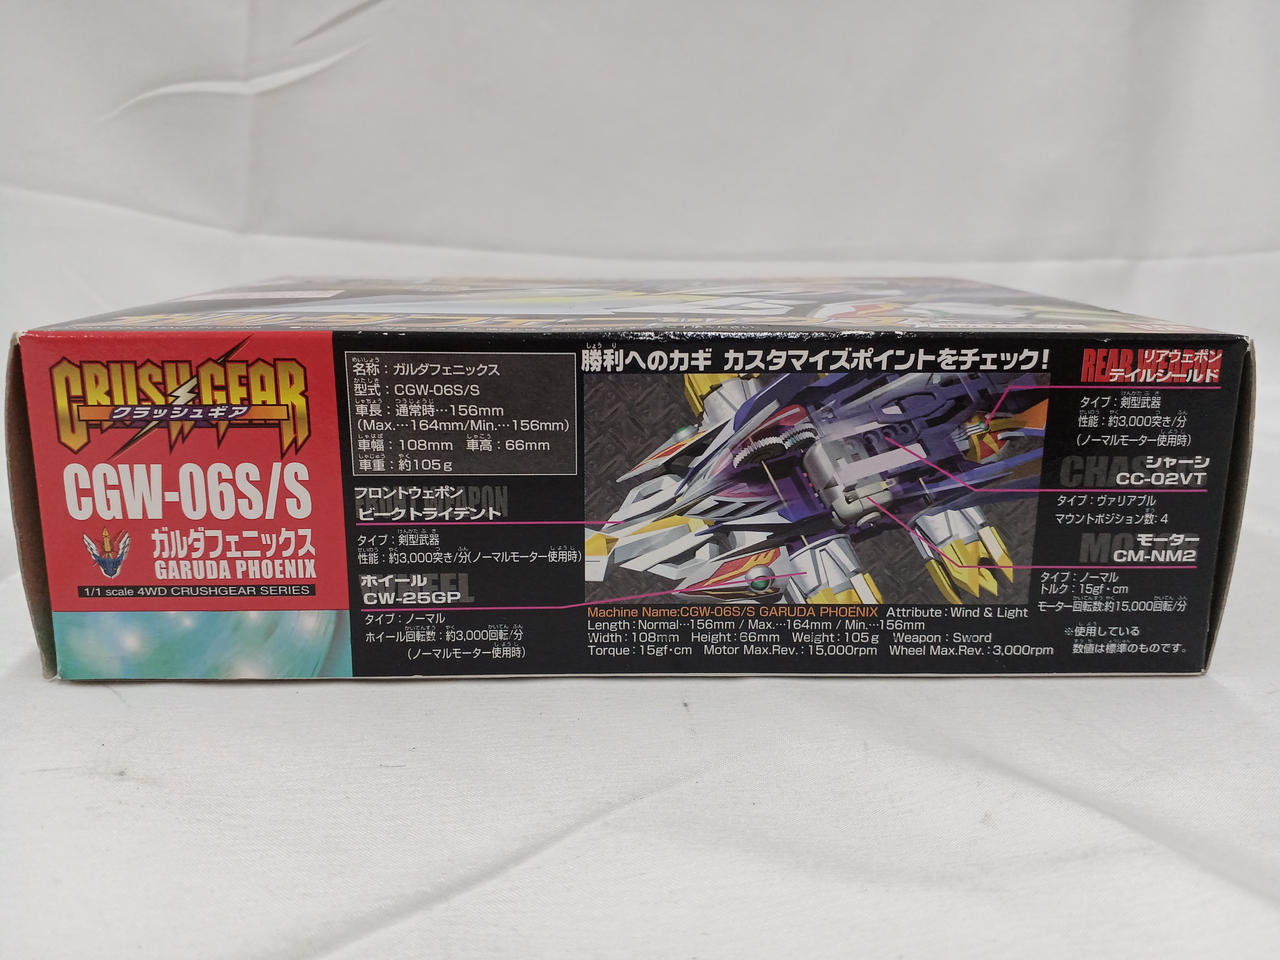 CRUSH GEAR
クラッシュギア
CGW-06S/S
ガルダフェニックス
GARUDA PHOENIX
1/1 scale 4WD CRUSHGEAR SERIES
名称：ガルダフェニックス
型式：CGW-06S/S
車長：通常時…156mm
(Max.…164mm/Min.…156mm)
車幅：108mm 車高：66mm
車重：約105g
フロントウェポン
ピークトライデント
タイプ：剣型武器
性能：約3,000突き/分(ノーマルモーター使用時)
ホイール
CW-25GP
タイプ：ノーマル
ホイール回転数：約3,000回転/分
(ノーマルモーター使用時)
勝利へのカギ カスタマイズポイントをチェック!
Machine Name:CGW-06S/S GARUDA PHOENIX Attribute：Wind & Light
Length：Normal…156mm / Max.…164mm / Min.…156mm
Width：108mm Height：66mm Weight：105g Weapon：Sword
Torque：15gf・cm Motor Max.Rev.：15,000rpm Wheel Max.Rev.：3,000rpm
リアウェポン
テイルシールド
タイプ：剣型武器
性能：約3,000突き/分
(ノーマルモーター使用時)
シャーシ
CC-02VT
タイプ：ヴァリアブル
マウントポジション数：4
モーター
CM-NM2
タイプ：ノーマル
トルク：15gf・cm
モーター回転数：約15,000回転/分
※使用している
数値は標準のものです。